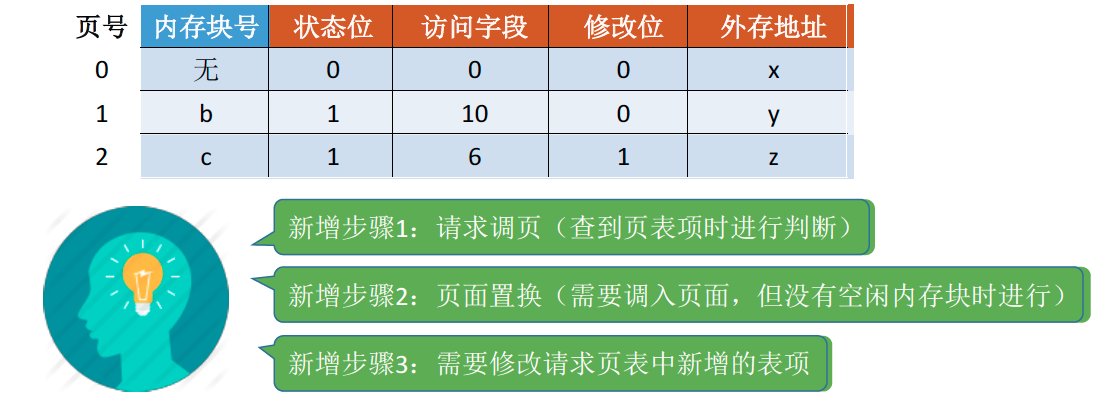 页号 内存块号 状态位 访问字段 修改位 外存地址
0 无 0 0 0 x
1 b 1 10 0 y
2 c 1 6 1 z
新增步骤1：请求调页（查到页表项时进行判断）
新增步骤2：页面置换（需要调入页面，但没有空闲内存块时进行）
新增步骤3：需要修改请求页表中新增的表项